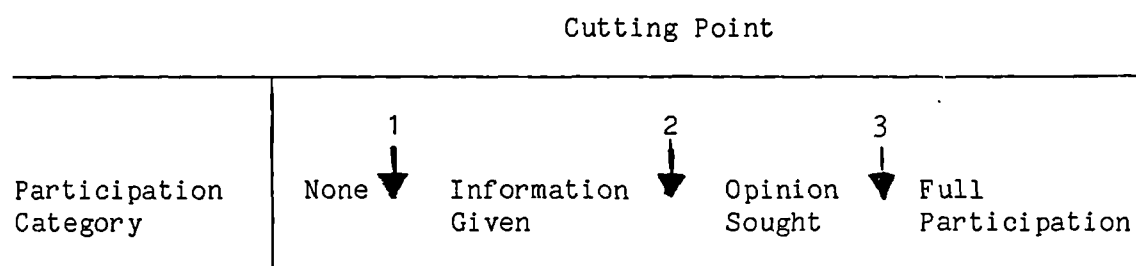 Cutting Point
1 2 3
Participation None Information Opinion Full
Category Given Sought Participation